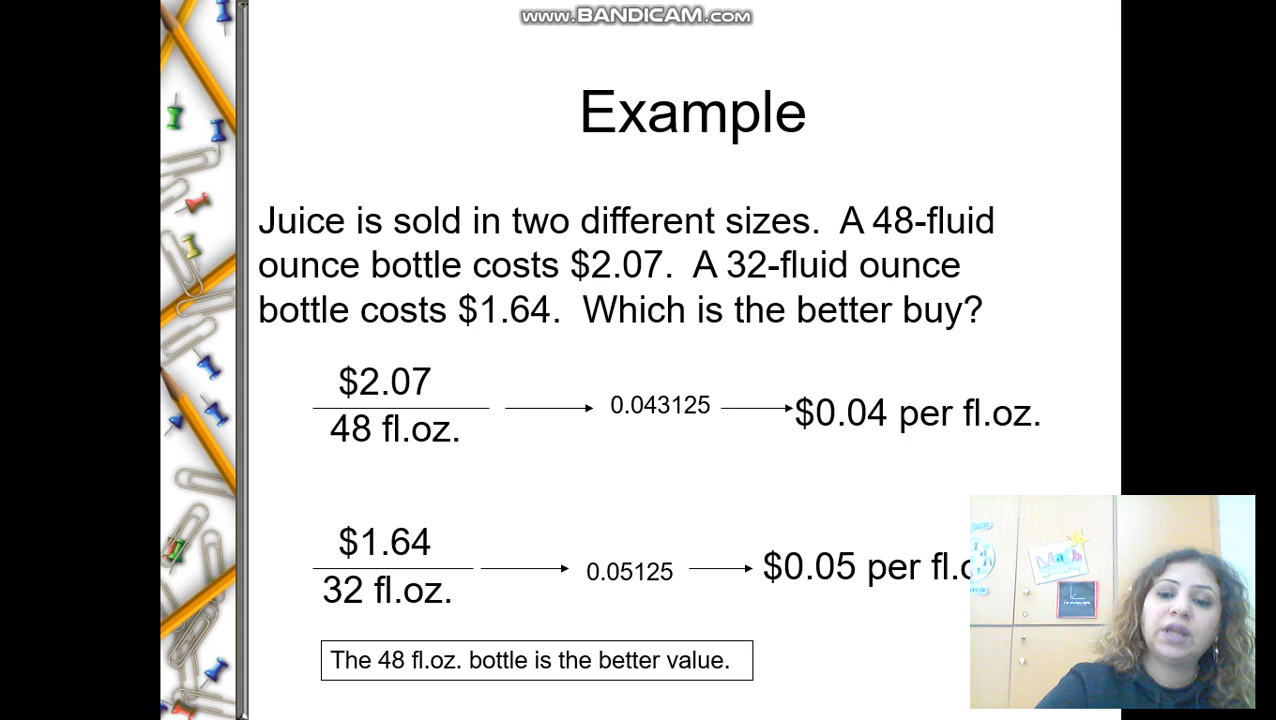 www.BANDICAM.com
Example
Juice is sold in two different sizes. A 48-fluid
ounce bottle costs $2.07. A 32-fluid ounce
bottle costs $1.64. Which is the better buy?
$2.07
48 fl.oz.
0.043125
$0.04 per fl.oz.
$1.64
32 fl.oz.
0.05125
$0.05 per fl.o
The 48 fl.oz. bottle is the better value.